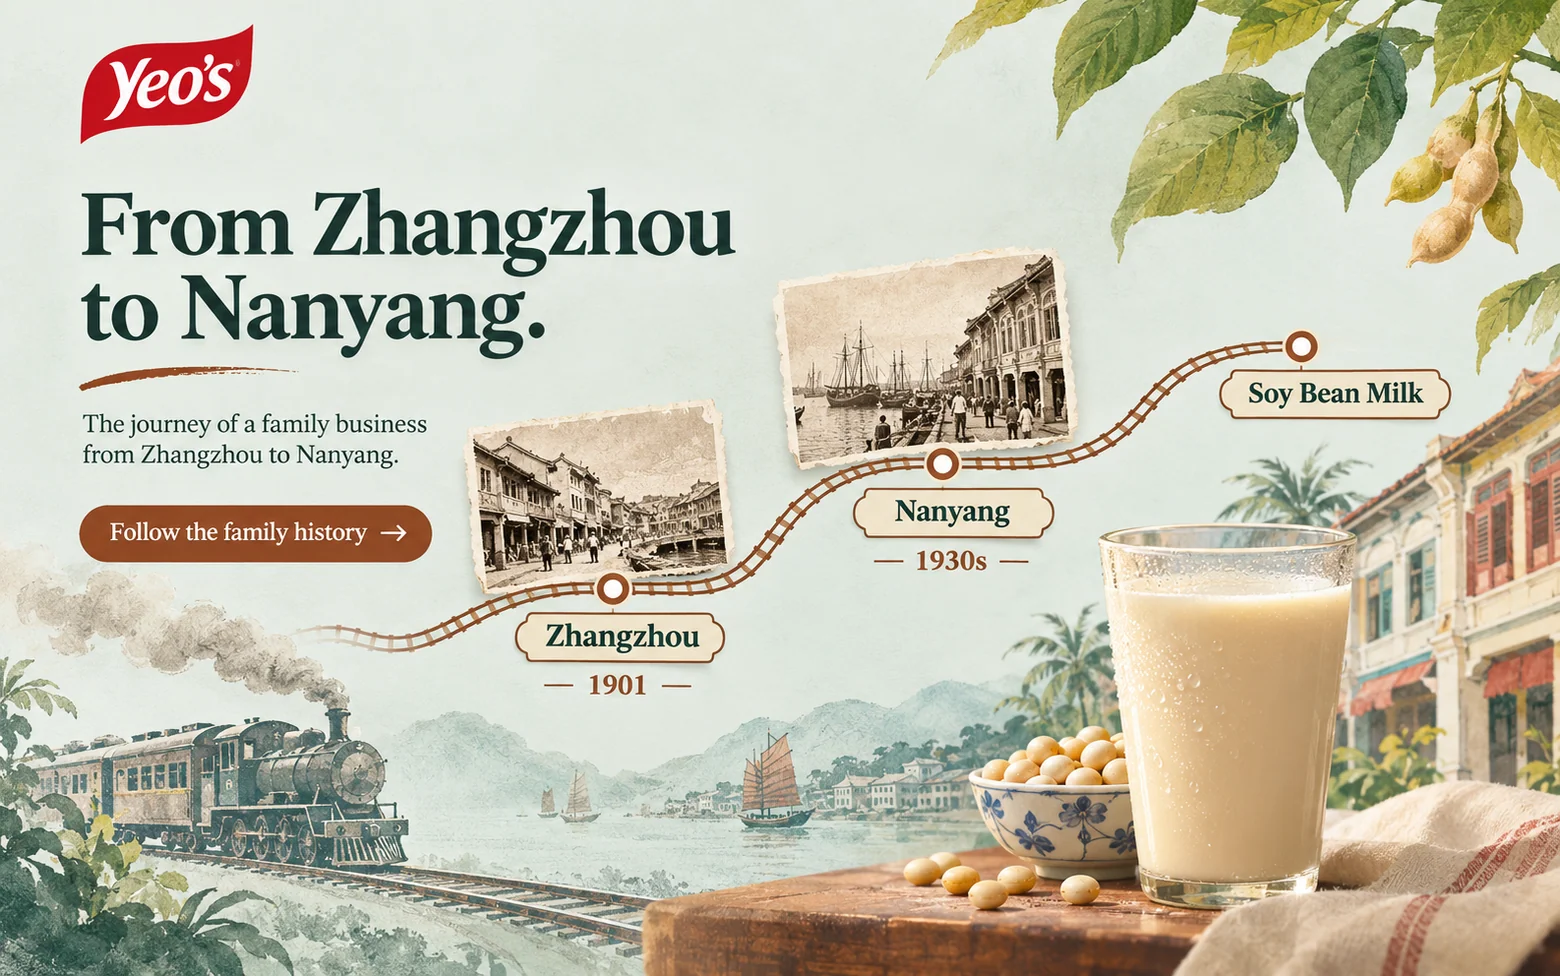 Yeo's
From Zhangzhou
to Nanyang.
The journey of a family business
from Zhangzhou to Nanyang.
Follow the family history →
Zhangzhou
— 1901 —
Nanyang
— 1930s —
Soy Bean Milk